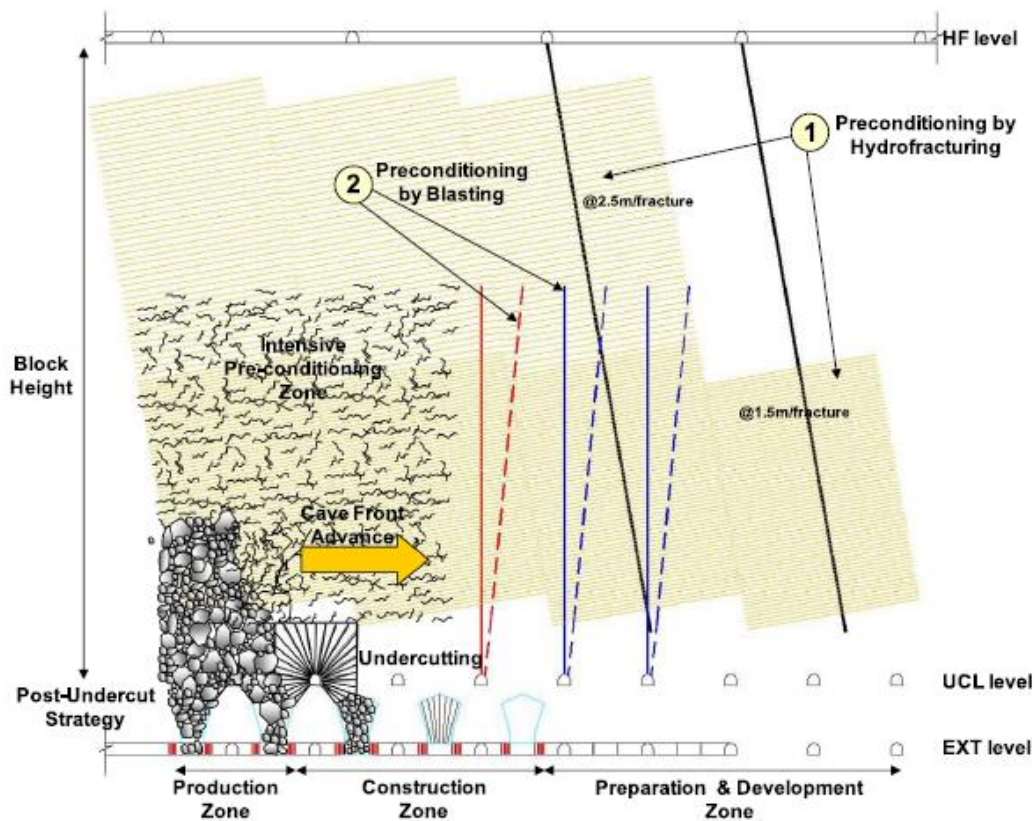 HF level
1
Preconditioning by
Hydrofracturing
2
Preconditioning
by Blasting
@2.5m/fracture
Block
Height
Intensive
Pre-conditioning
Zone
@1.5m/fracture
Cave Front
Advance
Undercutting
Post-Undercut
Strategy
UCL level
EXT level
Production
Zone
Construction
Zone
Preparation & Development
Zone